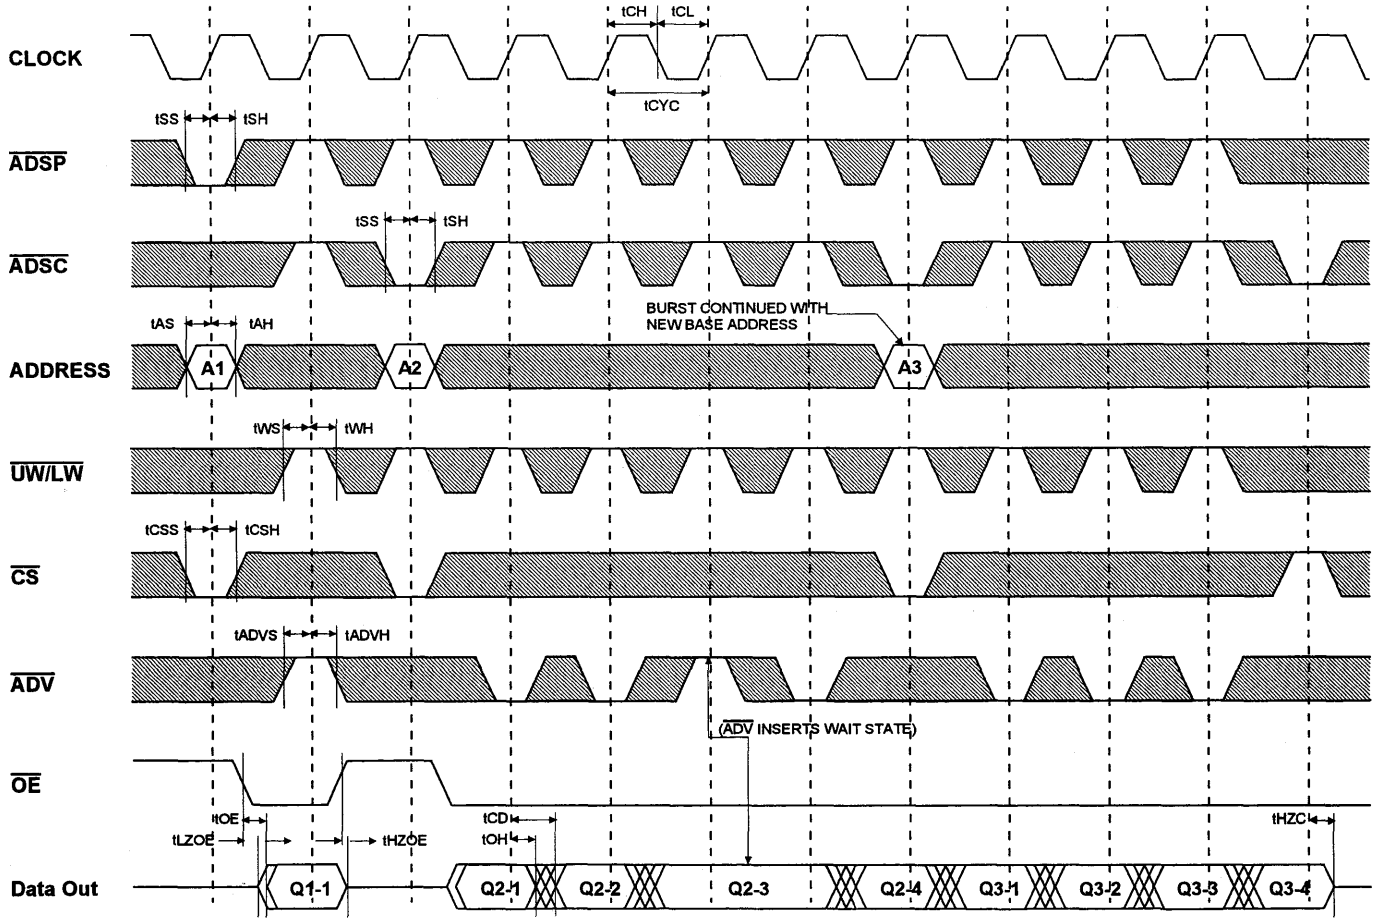 tCH tCL
CLOCK
tCYC
tSS tSH
ADSP
tSS tSH
ADSC
BURST CONTINUED WITH
NEW BASE ADDRESS
tAS tAH
ADDRESS A1 A2 A3
tWS tWH
UW/LW
tCSS tCSH
CS
tADVS tADVH
ADV
(ADV INSERTS WAIT STATE)
OE
tOE tCD tHZC
tLZOE tHZOE tOH
Data Out Q1-1 Q2-1 Q2-2 Q2-3 Q2-4 Q3-1 Q3-2 Q3-3 Q3-4